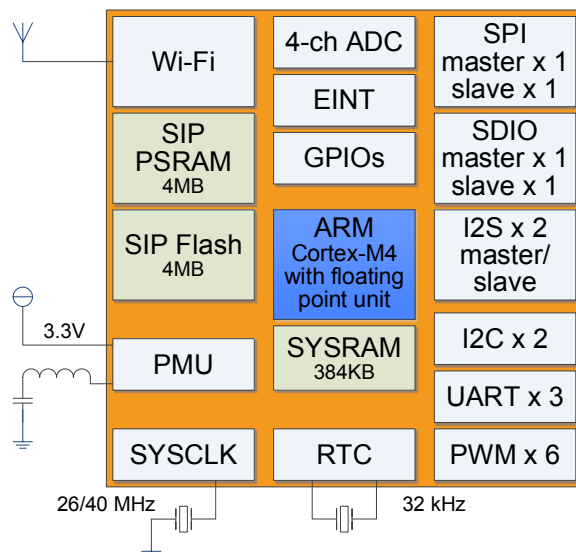 Wi-Fi
SIP
PSRAM
4MB
SIP Flash
4MB
3.3V
PMU
SYSCLK
26/40 MHz
4-ch ADC
EINT
GPIOs
ARM
Cortex-M4
with floating
point unit
SYSRAM
384KB
RTC
32 kHz
SPI
master x 1
slave x 1
SDIO
master x 1
slave x 1
I2S x 2
master/
slave
I2C x 2
UART x 3
PWM x 6